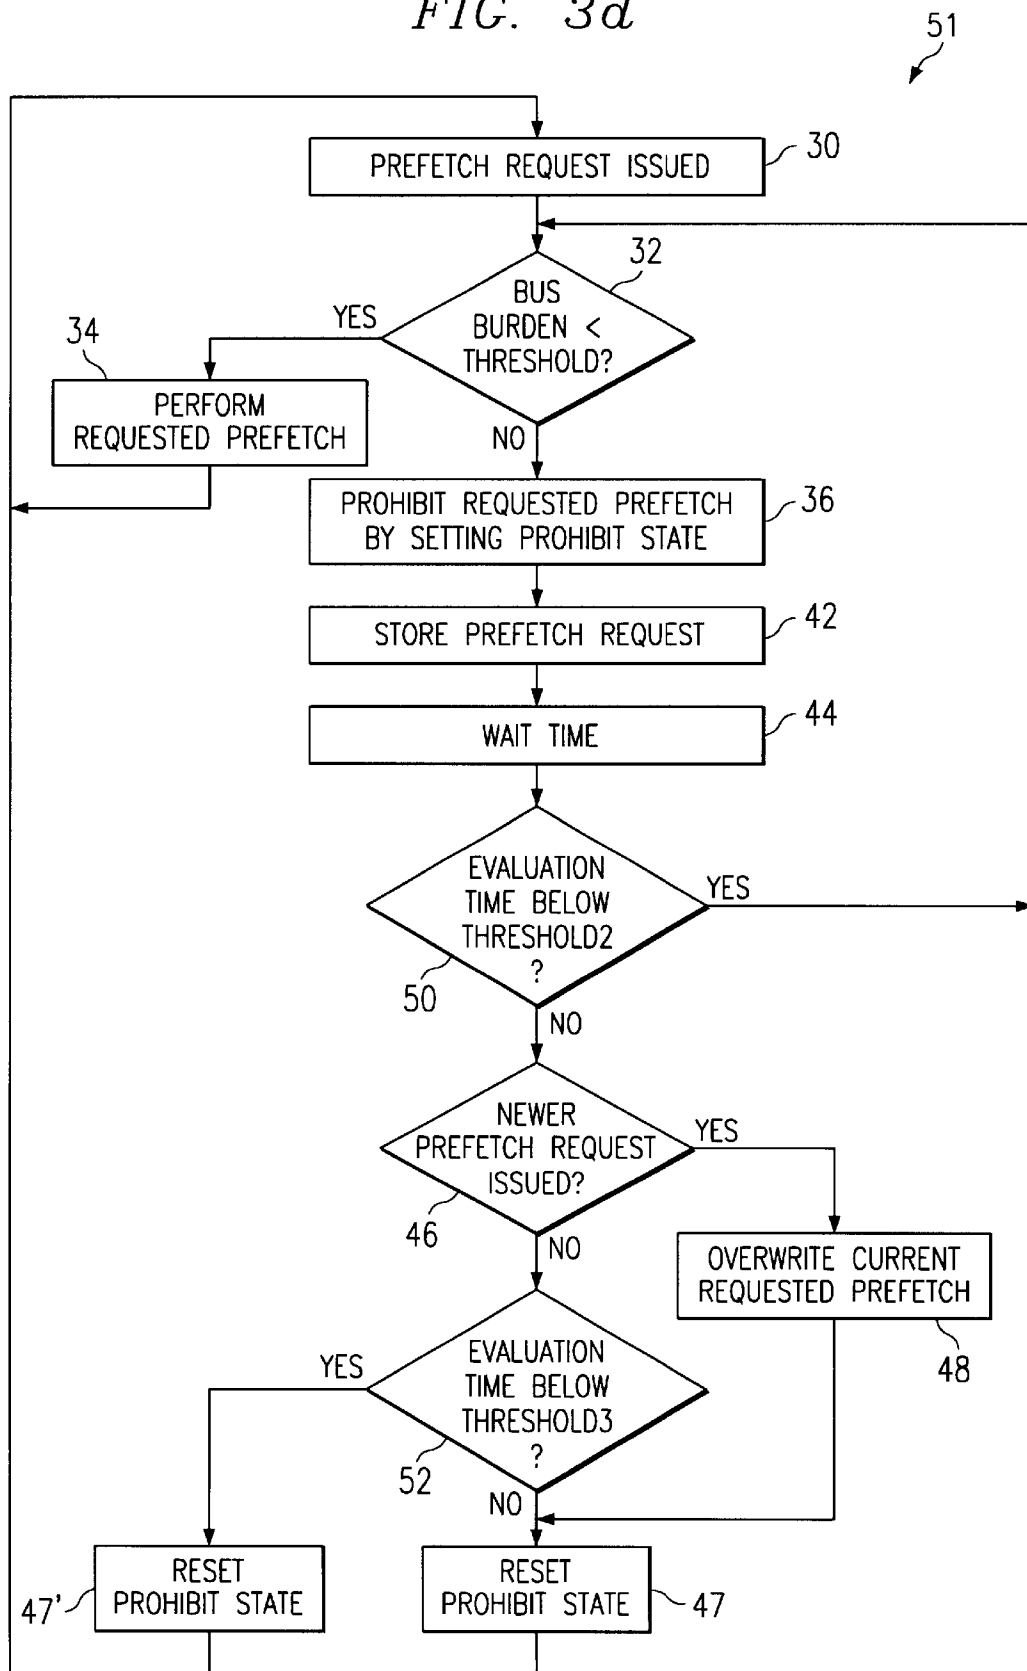 FIG. 3d
51
PREFETCH REQUEST ISSUED
30
BUS
BURDEN <
THRESHOLD?
32
YES
34
PERFORM
REQUESTED PREFETCH
NO
PROHIBIT REQUESTED PREFETCH
BY SETTING PROHIBIT STATE
36
STORE PREFETCH REQUEST
42
WAIT TIME
44
EVALUATION
TIME BELOW
THRESHOLD2
?
YES
50
NO
NEWER
PREFETCH REQUEST
ISSUED?
YES
46
NO
OVERWRITE CURRENT
REQUESTED PREFETCH
48
EVALUATION
TIME BELOW
THRESHOLD3
?
YES
52
NO
RESET
PROHIBIT STATE
47'
RESET
PROHIBIT STATE
47